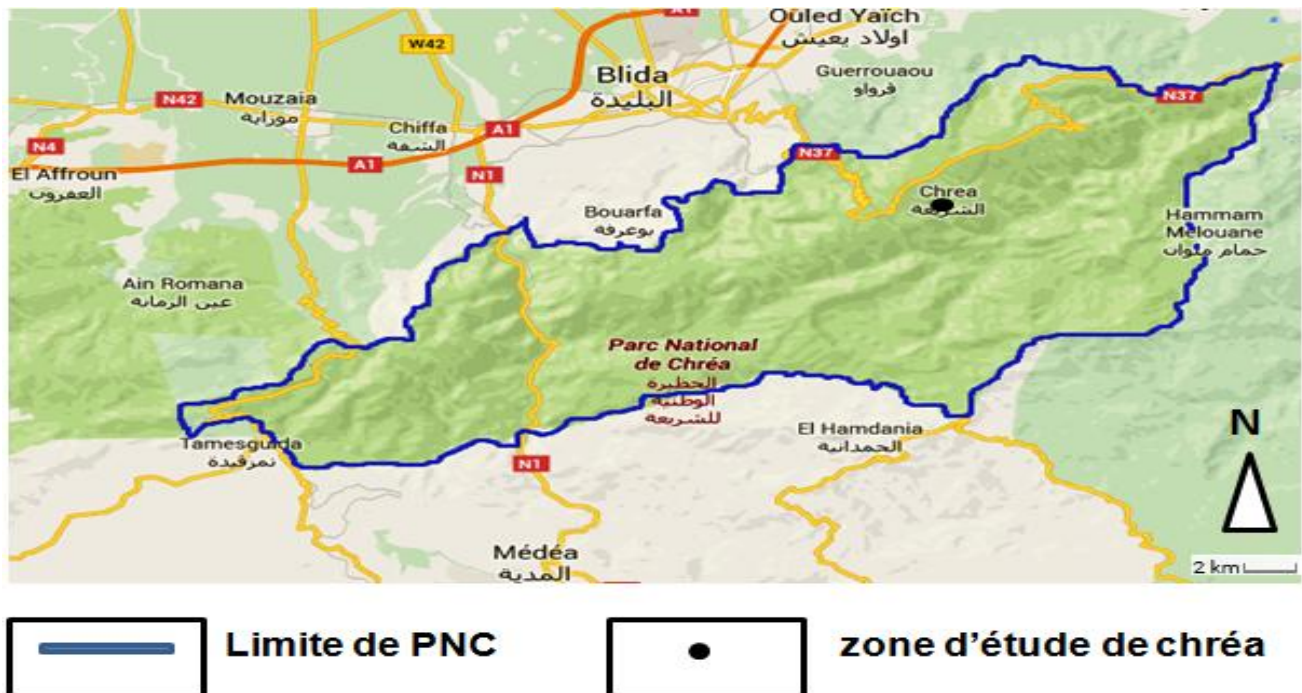 A1
Ouled Yaïch
اولاد يعيش
W42
Blida
البليدة
Guerrouaou
قرواو
N42
Mouzaia
موزاية
N37
Chiffa
الشفة
A1
N4
A1
N1
N37
El Affroun
العفرون
Chrea
الشريعة
Bouarfa
بوعرفة
Hammam
Melouane
حمام ملوان
Ain Romana
عين الرمانة
Parc National
de Chréa
الحظيرة
الوطنية
للشريعة
El Hamdania
الحمدانية
N
Tamesguida
تمزقيدة
N1
Médéa
المدية
2 km
Limite de PNC
zone d'étude de chréa